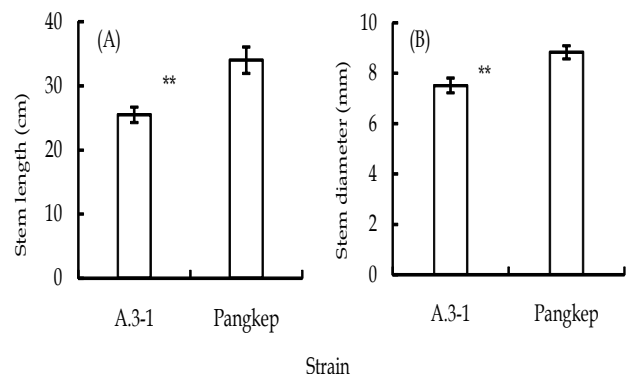 (A)
Stem length (cm)
40
30
20
10
0
**
A.3-1 Pangkep
(B)
Stem diameter (mm)
10
8
6
4
2
0
**
A.3-1 Pangkep
Strain